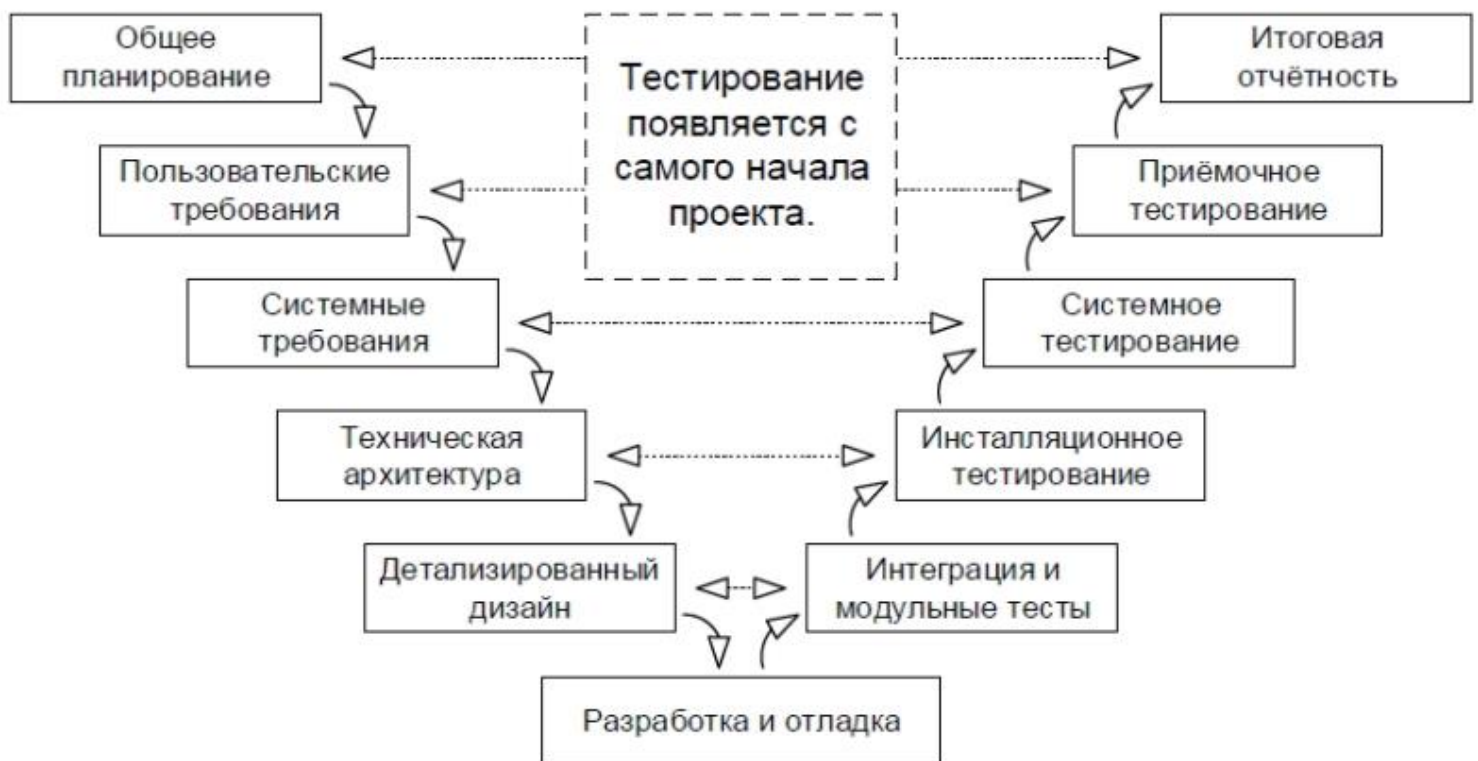 Общее
планирование
Тестирование
появляется с
самого начала
проекта.
Итоговая
отчётность
Пользовательские
требования
Приёмочное
тестирование
Системные
требования
Системное
тестирование
Техническая
архитектура
Инсталляционное
тестирование
Детализированный
дизайн
Интеграция и
модульные тесты
Разработка и отладка